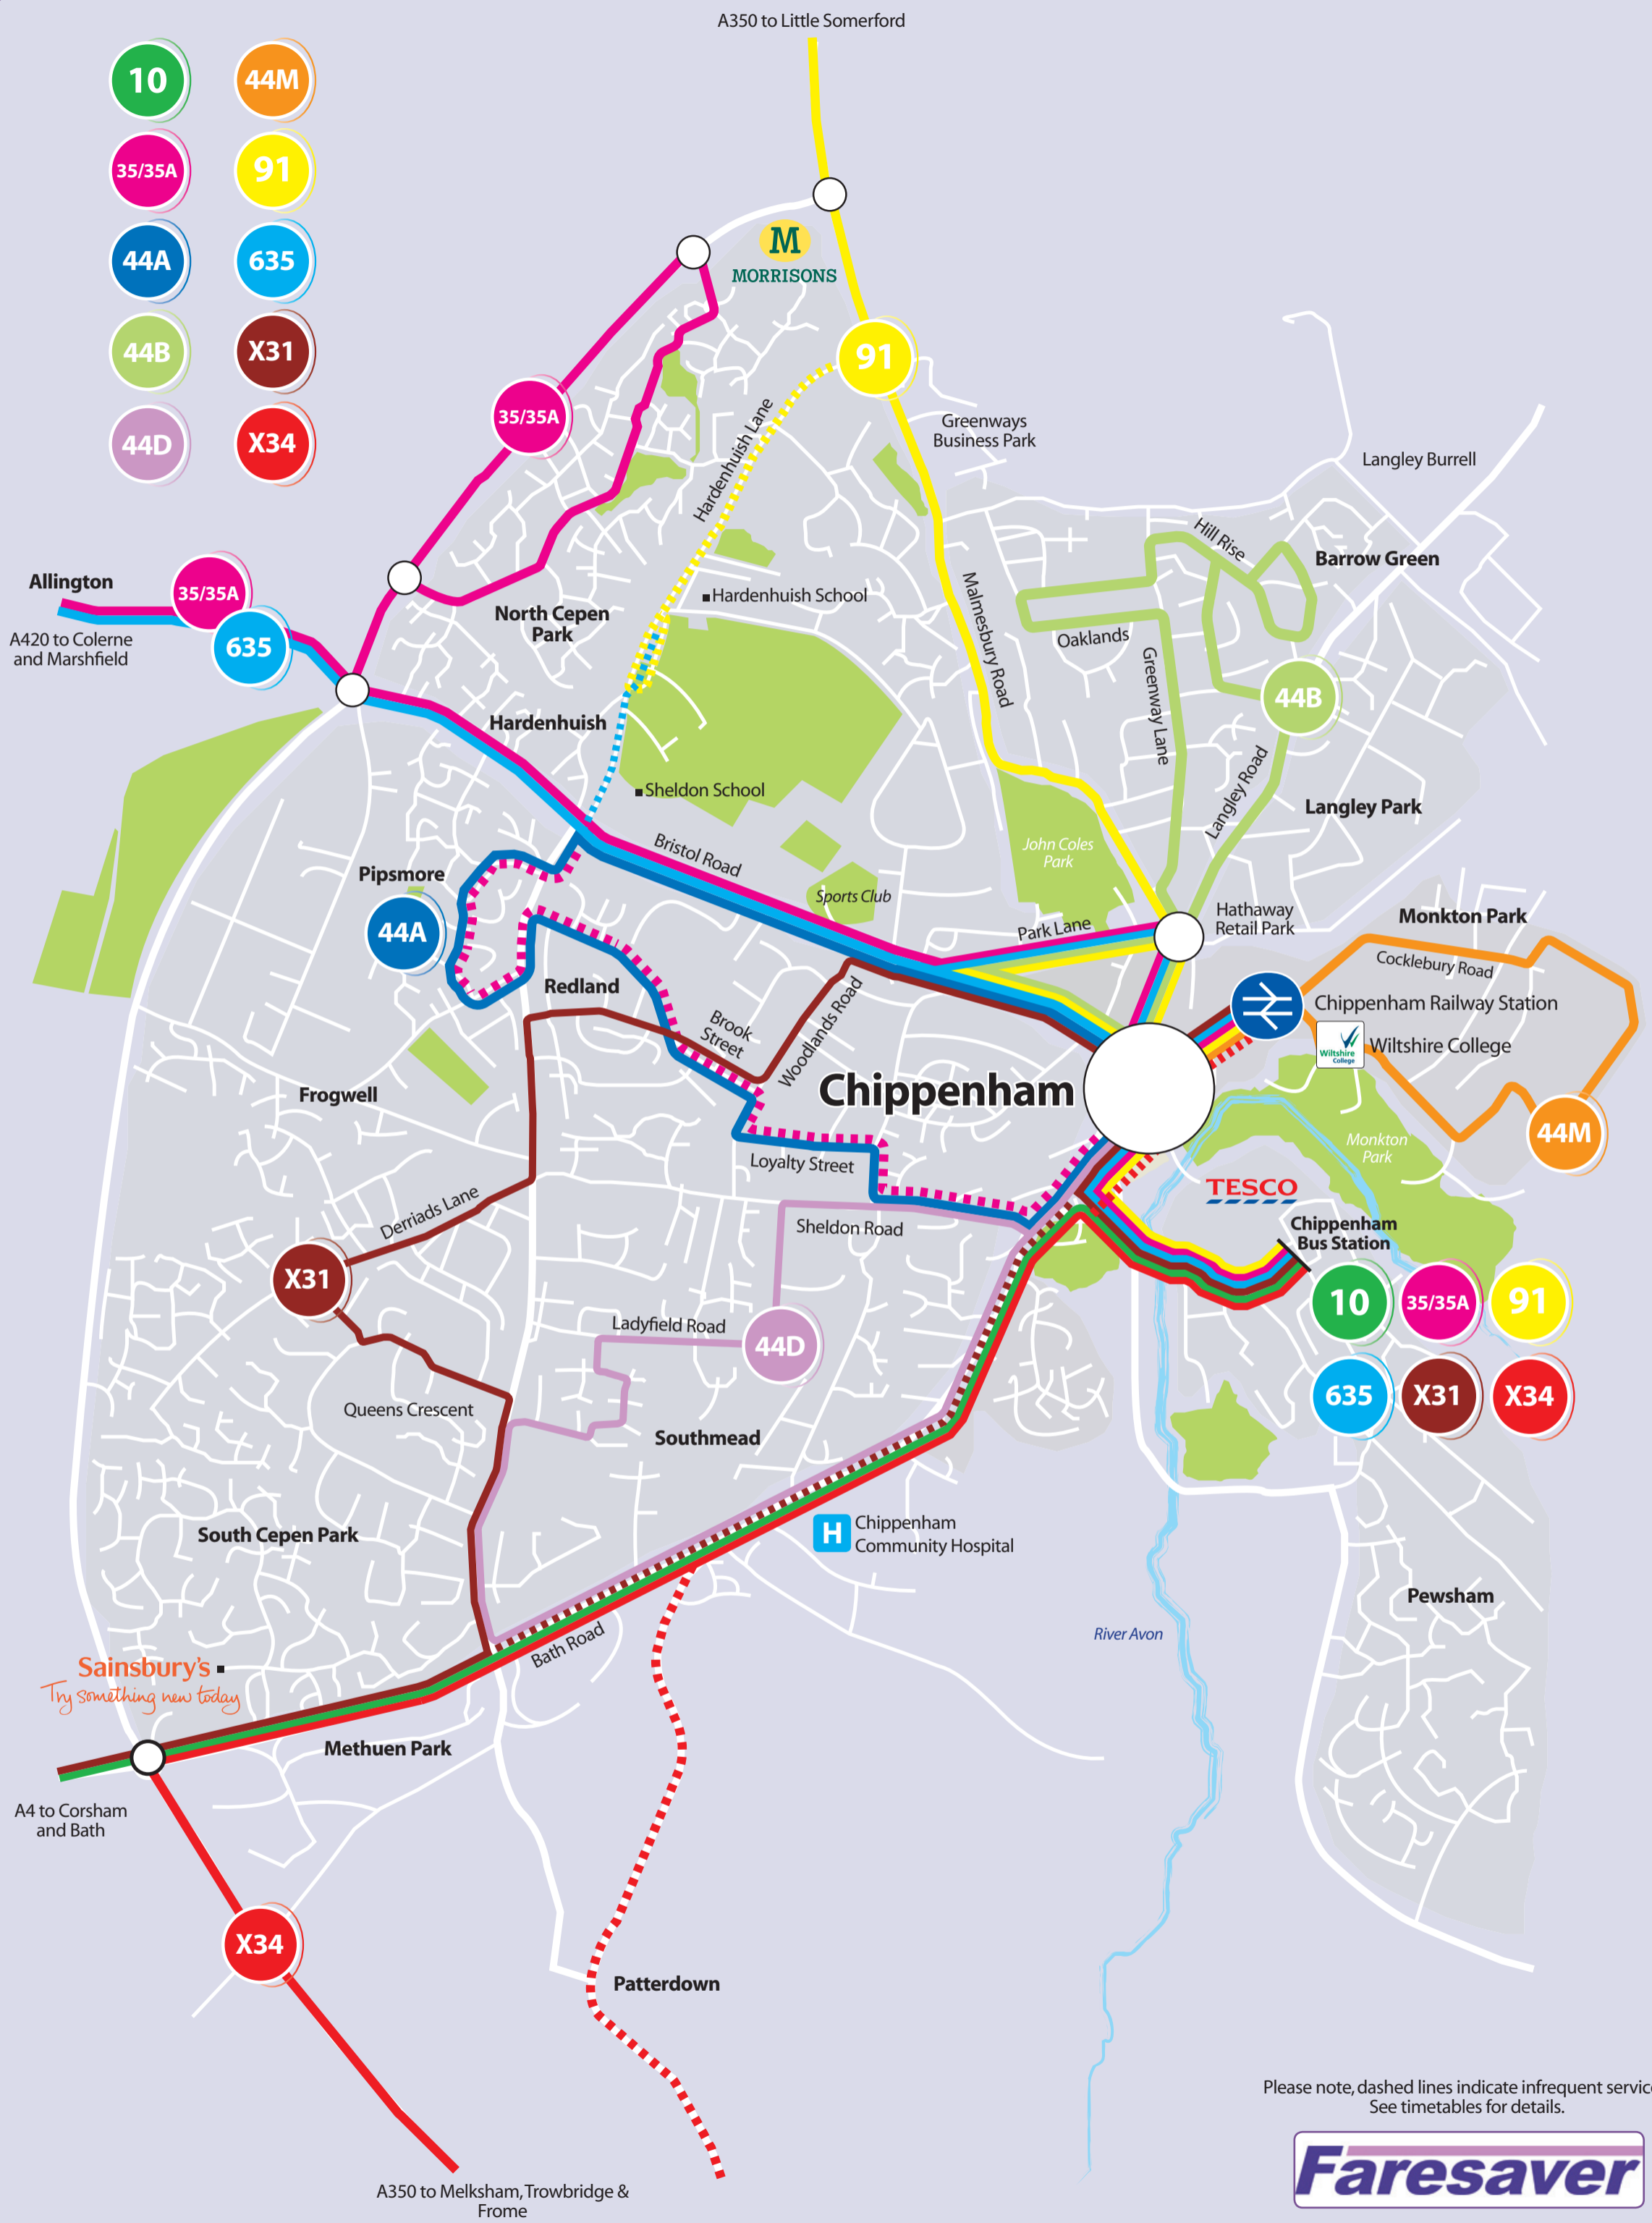 A350 to Little Somerford
10
44M
35/35A
91
44A
635
44B
X31
44D
X34
M
MORRISONS
91
35/35A
Hardenhuish Lane
Greenways
Business Park
Langley Burrell
Hill Rise
Barrow Green
Allington
35/35A
A420 to Colerne
and Marshfield
635
North Cepen
Park
Hardenhuish School
Malmesbury Road
Oaklands
Greenway Lane
44B
Hardenhuish
Sheldon School
Langley Road
Langley Park
Bristol Road
John Coles
Park
Pipsmore
44A
Sports Club
Park Lane
Hathaway
Retail Park
Monkton Park
Cocklebury Road
Redland
Brook
Street
Woodlands Road
Chippenham Railway Station
Wiltshire
College
Wiltshire College
Chippenham
Frogwell
44M
Monkton
Park
Loyalty Street
TESCO
Derriads Lane
Sheldon Road
Chippenham
Bus Station
X31
10
35/35A
91
Ladyfield Road
44D
635
X31
X34
Queens Crescent
Southmead
South Cepen Park
H
Chippenham
Community Hospital
Pewsham
River Avon
Bath Road
Sainsbury's
Try something new today
Methuen Park
A4 to Corsham
and Bath
X34
Patterdown
Please note, dashed lines indicate infrequent servic
See timetables for details.
Faresaver
A350 to Melksham, Trowbridge &
Frome